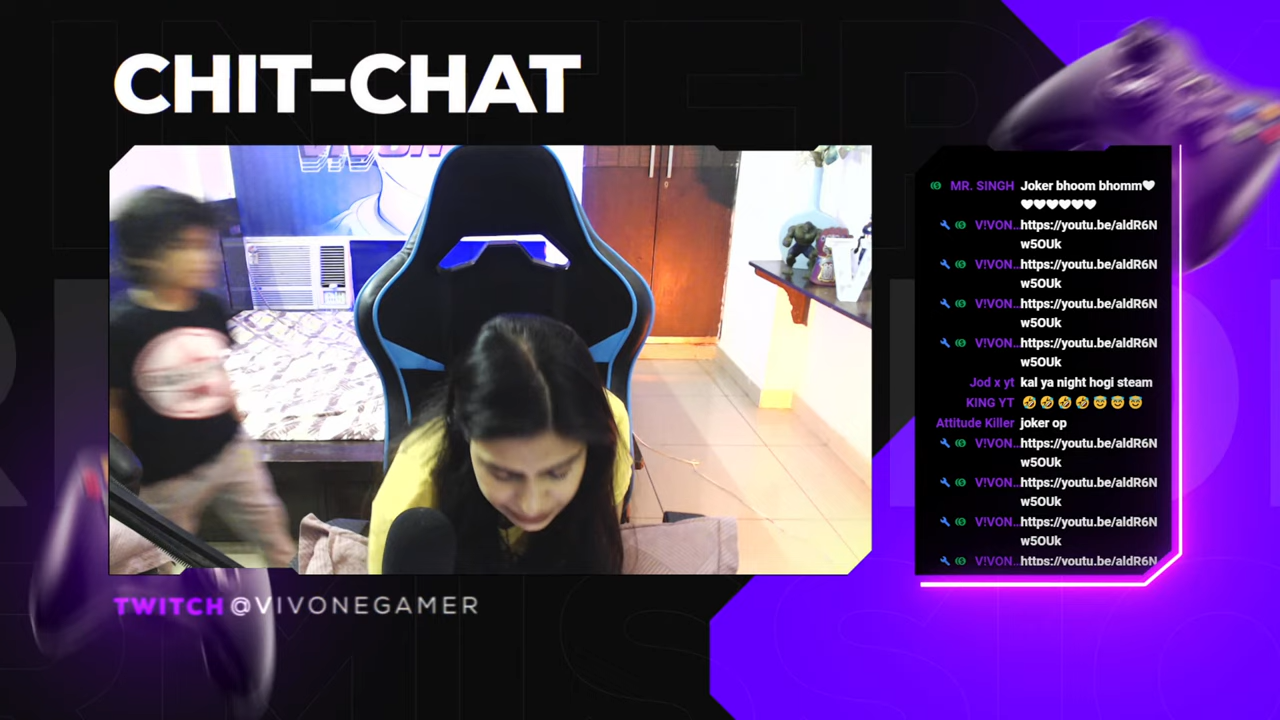 CHIT-CHAT
MR. SINGH Joker bhoom bhomm🤍
🤍🤍🤍🤍🤍🤍
V!VON.. https://youtu.be/aldR6N
w5OUk
V!VON.. https://youtu.be/aldR6N
w5OUk
V!VON.. https://youtu.be/aldR6N
w5OUk
V!VON.. https://youtu.be/aldR6N
w5OUk
Jod x yt kal ya night hogi steam
KING YT 🤣🤣🤣🤣😇😇😇
Attitude Killer joker op
V!VON.. https://youtu.be/aldR6N
w5OUk
V!VON.. https://youtu.be/aldR6N
w5OUk
V!VON.. https://youtu.be/aldR6N
w5OUk
V!VON.. https://youtu.be/aldR6N
TWITCH @VIVONEGAMER